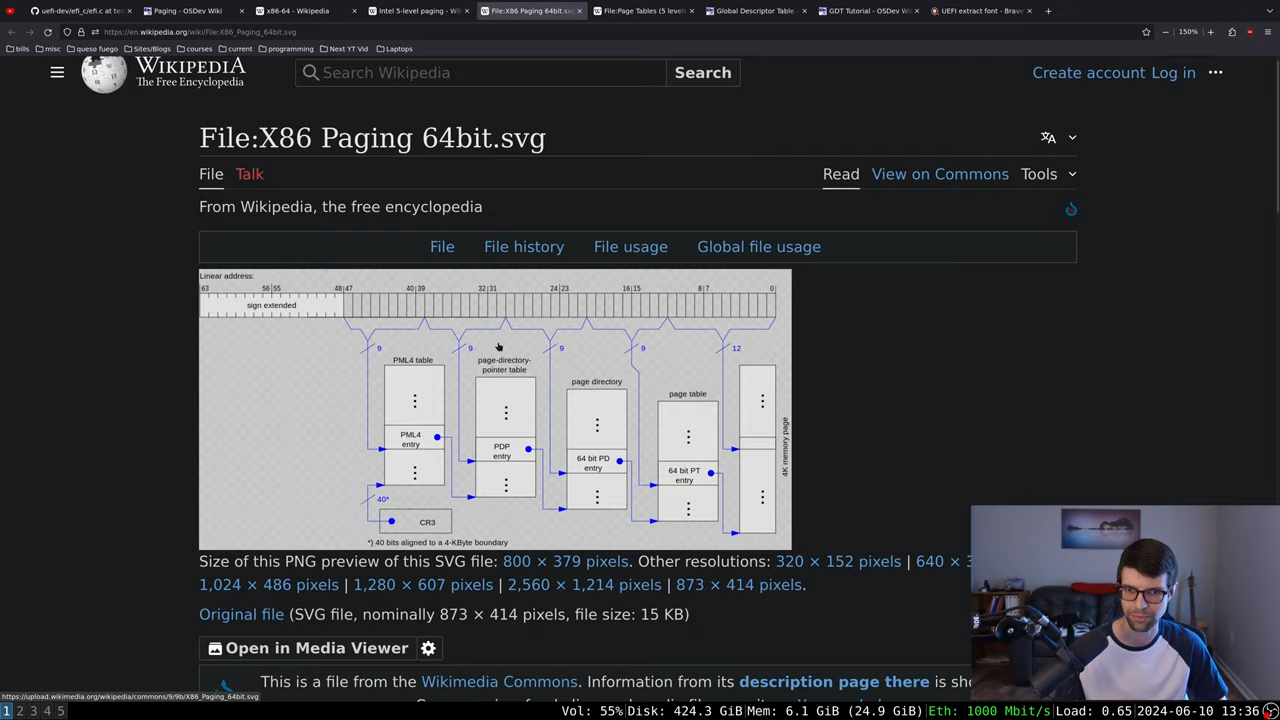 uefi-dev/efi_c/efi.c at test
Paging - OSDev Wiki
x86-64 - Wikipedia
Intel 5-level paging - Wiki
File:X86 Paging 64bit.svg
File:Page Tables (5 levels
Global Descriptor Table -
GDT Tutorial - OSDev Wi
UEFI extract font - Brave
https://en.wikipedia.org/wiki/File:X86_Paging_64bit.svg
150%
bills
misc
queso fuego
Sites/Blogs
courses
current
programming
Next YT Vid
Laptops
WIKIPEDIA
The Free Encyclopedia
Search Wikipedia
Search
Create account Log in
File:X86 Paging 64bit.svg
File Talk
Read View on Commons Tools
From Wikipedia, the free encyclopedia
File File history File usage Global file usage
Linear address:
63 56|55 48|47 40|39 32|31 24|23 16|15 8|7 0
sign extended
9 9 9 9 12
PML4 table
page-directory-
pointer table
page directory
page table
PML4
entry
PDP
entry
64 bit PD
entry
64 bit PT
entry
4K memory page
40*
CR3
*) 40 bits aligned to a 4-KByte boundary
Size of this PNG preview of this SVG file: 800 × 379 pixels. Other resolutions: 320 × 152 pixels | 640 ×
1,024 × 486 pixels | 1,280 × 607 pixels | 2,560 × 1,214 pixels | 873 × 414 pixels.
Original file (SVG file, nominally 873 × 414 pixels, file size: 15 KB)
Open in Media Viewer
This is a file from the Wikimedia Commons. Information from its description page there is
https://upload.wikimedia.org/wikipedia/commons/9/9b/X86_Paging_64bit.svg
1 2 3 4 5
Vol: 55% Disk: 424.3 GiB Mem: 6.1 GiB (24.9 GiB) Eth: 1000 Mbit/s Load: 0.65 2024-06-10 13:36